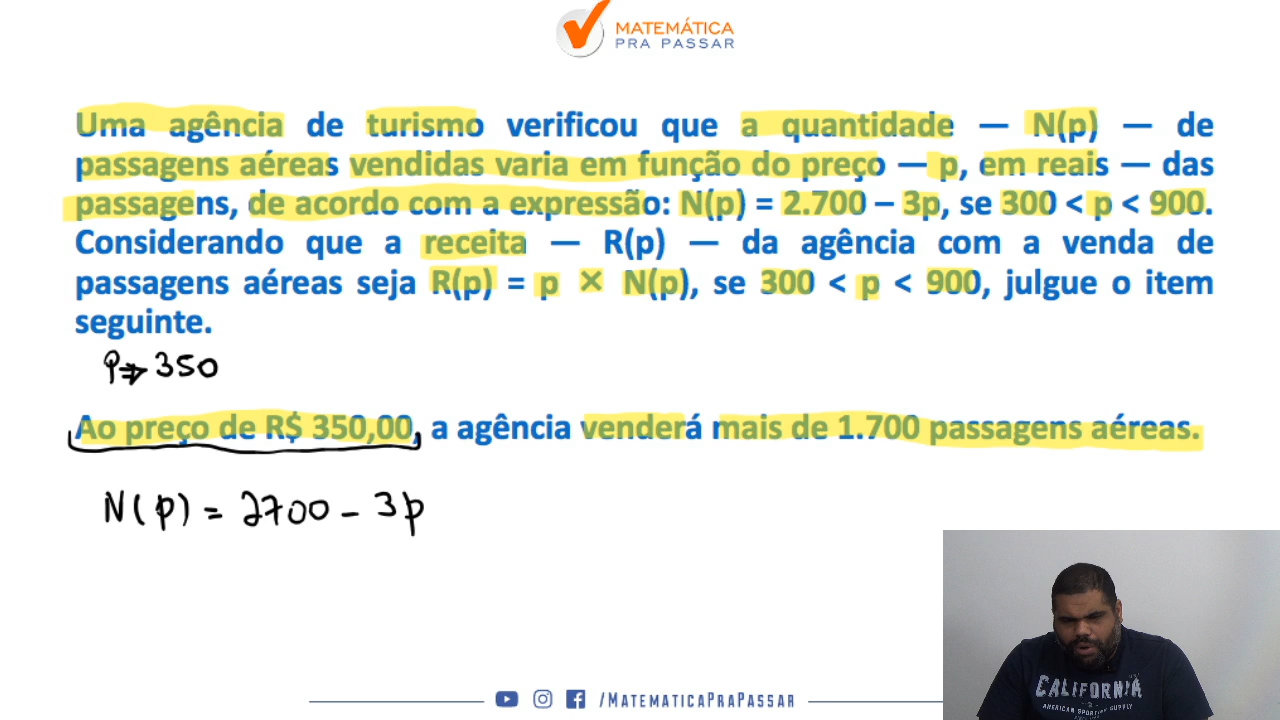 MATEMÁTICA
PRA PASSAR
Uma agência de turismo verificou que a quantidade — N(p) — de
passagens aéreas vendidas varia em função do preço — p, em reais — das
passagens, de acordo com a expressão: N(p) = 2.700 – 3p, se 300 < p < 900.
Considerando que a receita — R(p) — da agência com a venda de
passagens aéreas seja R(p) = p × N(p), se 300 < p < 900, julgue o item
seguinte.
P⇒350
Ao preço de R$ 350,00, a agência venderá mais de 1.700 passagens aéreas.
N(p) = 2700 - 3p
CALIFORNIA
AMERICAN SPORTING SUPPLY
/MATEMATICAPRAPASSAR